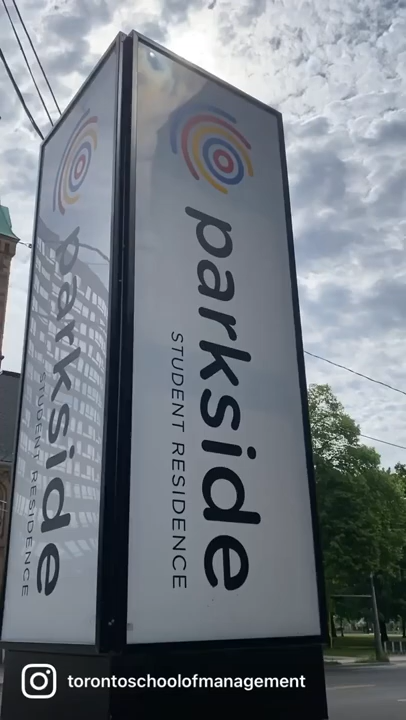 parkside
STUDENT RESIDENCE
parkside
STUDENT RESIDENCE
torontoschoolofmanagement